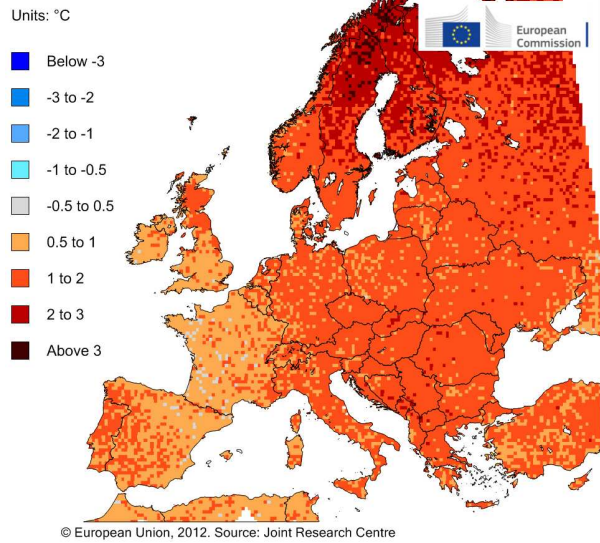 Units: °C
European
Commission
Below -3
-3 to -2
-2 to -1
-1 to -0.5
-0.5 to 0.5
0.5 to 1
1 to 2
2 to 3
Above 3
© European Union, 2012. Source: Joint Research Centre